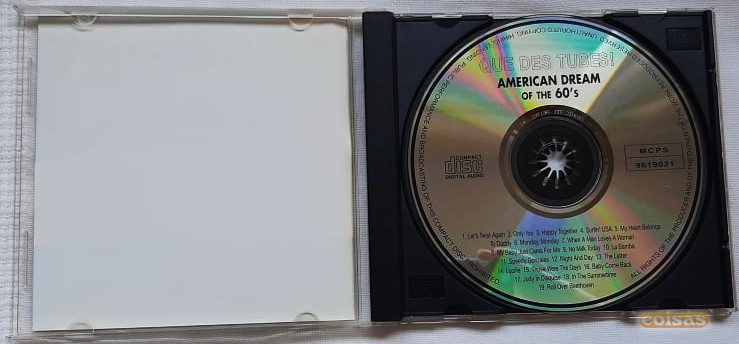 QUE DES TUBES!
AMERICAN DREAM
OF THE 60's
COMPACT
disc
DIGITAL AUDIO
MCPS
9819021
1. Let's Twist Again 2. Only You 3. Happy Together 4. Surfin' USA 5. My Heart Belongs
To Daddy 6. Monday, Monday 7. When A Man Loves A Woman
8. My Baby Just Cares For Me 9. No Milk Today 10. La Bamba
11. Speedy Gonzales 12. Night And Day 13. The Letter
14. Lucille 15. Those Were The Days 16. Baby Come Back
17. Judy in Disguise 18. In The Summertime
19. Roll Over Beethoven
ALL RIGHTS OF THE PRODUCER AND OF THE OWNER OF THE WORK REPRODUCED RESERVED. UNAUTHORIZED COPYING, HIRING, LENDING, PUBLIC PERFORMANCE AND BROADCASTING OF THIS COMPACT DISC PROHIBITED
coisas